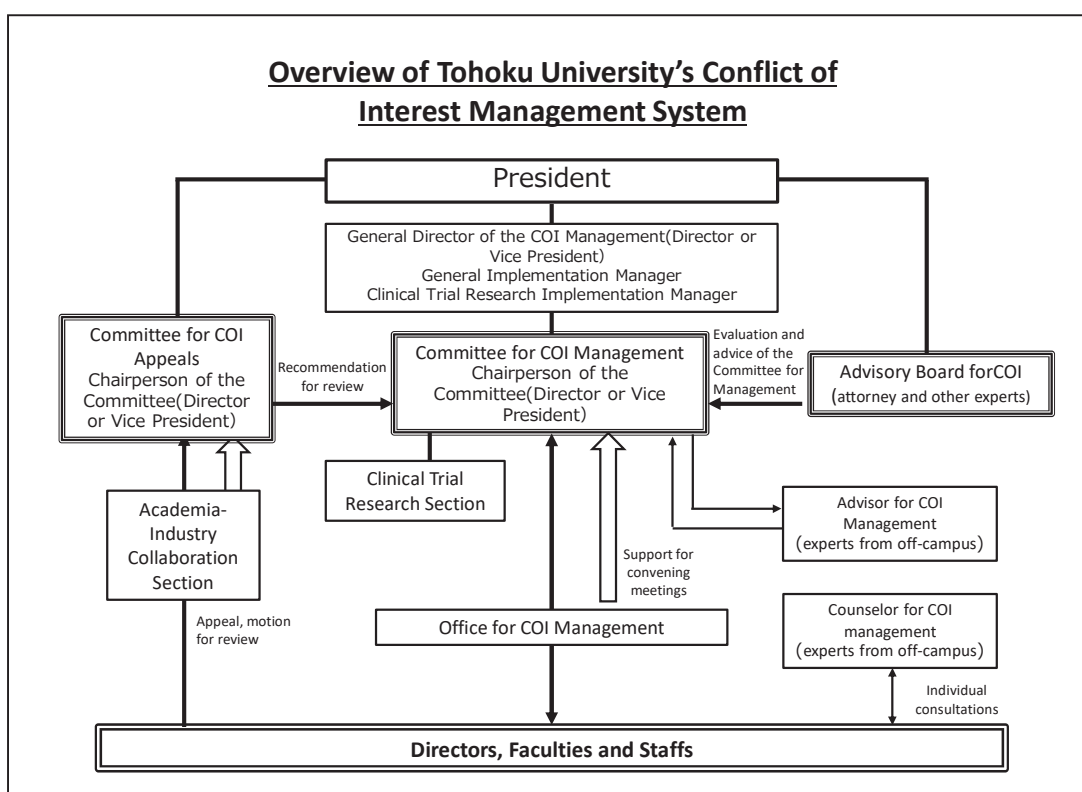 Overview of Tohoku University's Conflict of
Interest Management System
President
General Director of the COI Management(Director or
Vice President)
General Implementation Manager
Clinical Trial Research Implementation Manager
Committee for COI
Appeals
Chairperson of the
Committee(Director
or Vice President)
Recommendation
for review
Committee for COI Management
Chairperson of the
Committee(Director or Vice
President)
Evaluation and
advice of the
Committee for
Management
Advisory Board forCOI
(attorney and other experts)
Clinical Trial
Research Section
Academia-
Industry
Collaboration
Section
Advisor for COI
Management
(experts from off-campus)
Support for
convening
meetings
Appeal, motion
for review
Office for COI Management
Counselor for COI
management
(experts from off-campus)
Individual
consultations
Directors, Faculties and Staffs